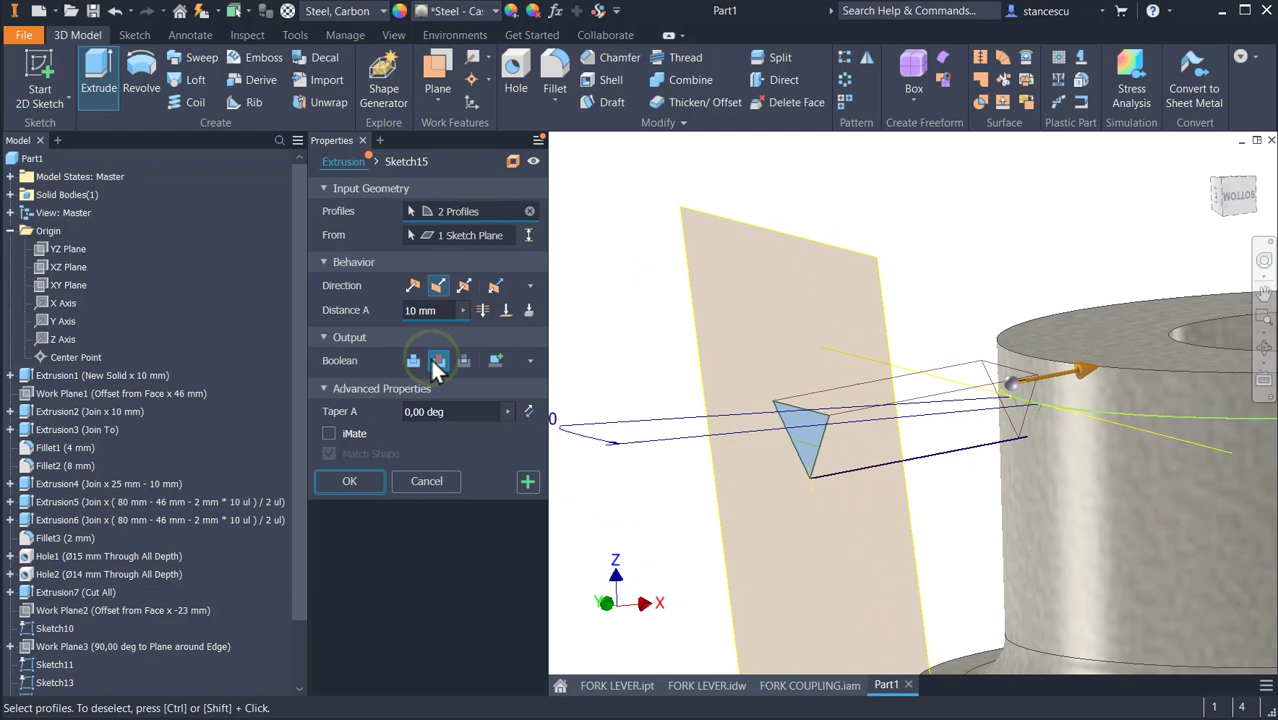 Steel, Carbon
*Steel - Cas
Part1
Search Help & Commands...
stancescu
File
3D Model
Sketch
Annotate
Inspect
Tools
Manage
View
Environments
Get Started
Collaborate
Start
2D Sketch
Extrude
Revolve
Sweep
Emboss
Decal
Loft
Derive
Import
Coil
Rib
Unwrap
Shape
Generator
Plane
Hole
Fillet
Chamfer
Thread
Split
Shell
Combine
Direct
Draft
Thicken/ Offset
Delete Face
Box
Stress
Analysis
Convert to
Sheet Metal
Sketch
Create
Explore
Work Features
Modify
Pattern
Create Freeform
Surface
Plastic Part
Simulation
Convert
Model
Part1
Model States: Master
Solid Bodies(1)
View: Master
Origin
YZ Plane
XZ Plane
XY Plane
X Axis
Y Axis
Z Axis
Center Point
Extrusion1 (New Solid x 10 mm)
Work Plane1 (Offset from Face x 46 mm)
Extrusion2 (Join x 10 mm)
Extrusion3 (Join To)
Fillet1 (4 mm)
Fillet2 (8 mm)
Extrusion4 (Join x 25 mm - 10 mm)
Extrusion5 (Join x ( 80 mm - 46 mm - 2 mm * 10 ul ) / 2 ul)
Extrusion6 (Join x ( 80 mm - 46 mm - 2 mm * 10 ul ) / 2 ul)
Fillet3 (2 mm)
Hole1 (Ø15 mm Through All Depth)
Hole2 (Ø14 mm Through All Depth)
Extrusion7 (Cut All)
Work Plane2 (Offset from Face x -23 mm)
Sketch10
Work Plane3 (90,00 deg to Plane around Edge)
Sketch11
Sketch13
Properties
Extrusion > Sketch15
Input Geometry
Profiles
2 Profiles
From
1 Sketch Plane
Behavior
Direction
Distance A
10 mm
Output
Boolean
Advanced Properties
Taper A
0,00 deg
iMate
Match Shape
OK
Cancel
BOTTOM
0
Z
Y
X
FORK LEVER.ipt
FORK LEVER.idw
FORK COUPLING.iam
Part1
Select profiles. To deselect, press [Ctrl] or [Shift] + Click.
1
4